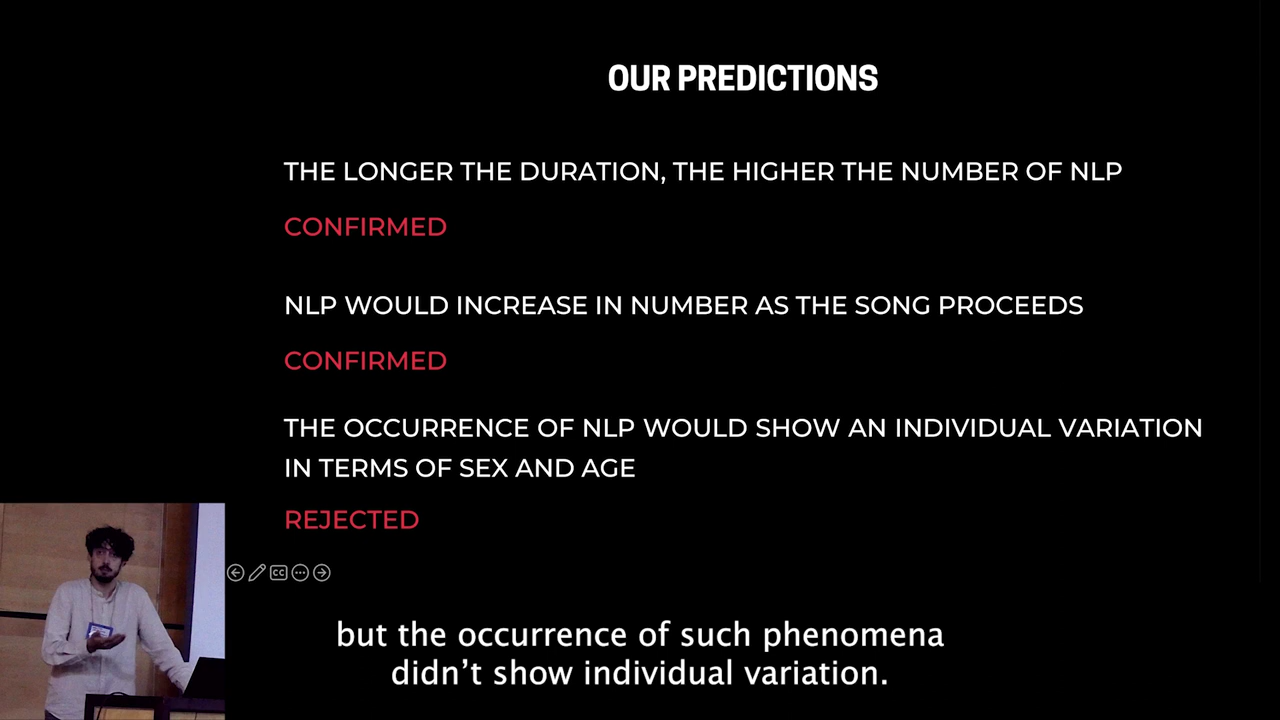 OUR PREDICTIONS
THE LONGER THE DURATION, THE HIGHER THE NUMBER OF NLP
CONFIRMED
NLP WOULD INCREASE IN NUMBER AS THE SONG PROCEEDS
CONFIRMED
THE OCCURRENCE OF NLP WOULD SHOW AN INDIVIDUAL VARIATION
IN TERMS OF SEX AND AGE
REJECTED
CC
but the occurrence of such phenomena
didn't show individual variation.